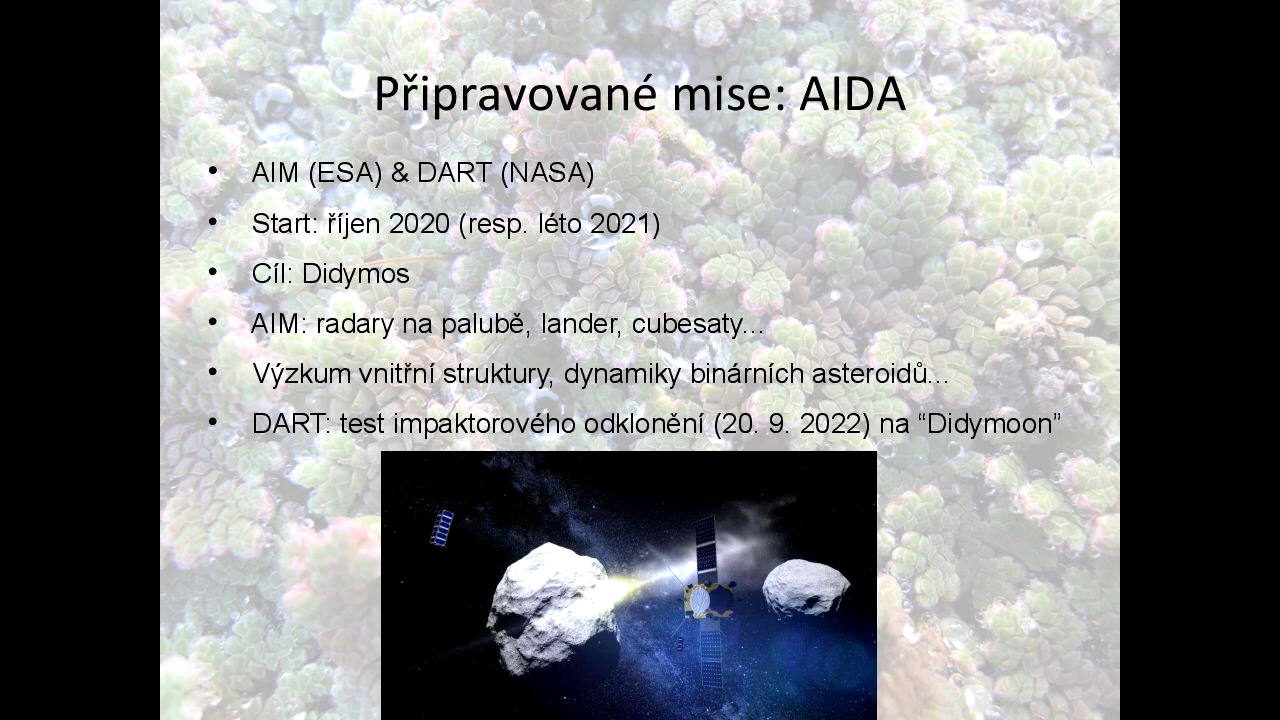 Připravované mise: AIDA
• AIM (ESA) & DART (NASA)
• Start: říjen 2020 (resp. léto 2021)
• Cíl: Didymos
• AIM: radary na palubě, lander, cubesaty...
• Výzkum vnitřní struktury, dynamiky binárních asteroidů...
• DART: test impaktorového odklonění (20. 9. 2022) na “Didymoon”